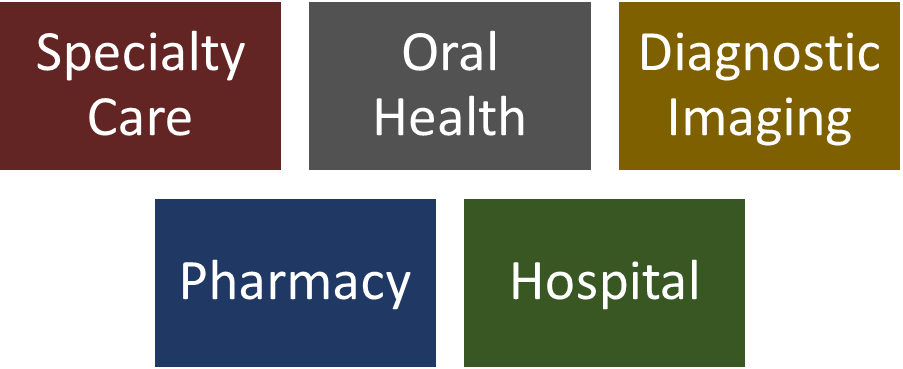 Specialty
Care
Oral
Health
Diagnostic
Imaging
Pharmacy
Hospital